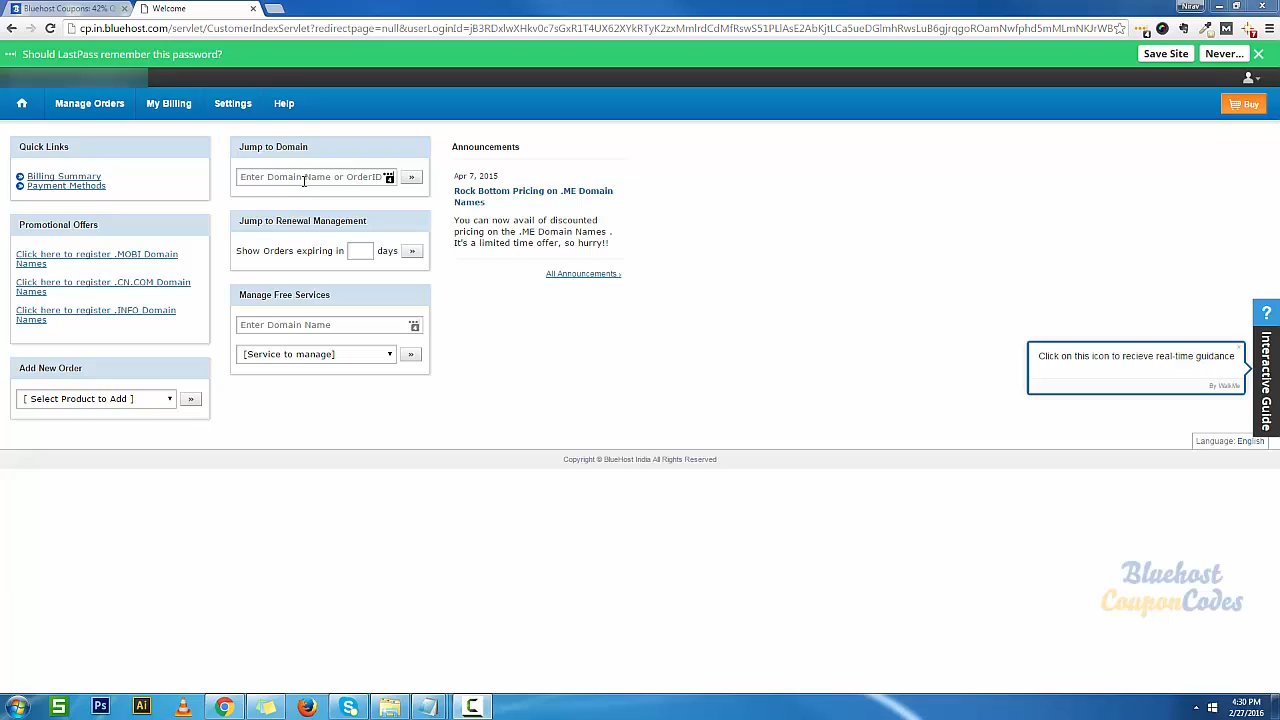 Bluehost Coupons: 42% O
Welcome
Nirav
cp.in.bluehost.com/servlet/CustomerIndexServlet?redirectpage=null&userLoginId=
Should LastPass remember this password?
Save Site
Never...
Manage Orders
My Billing
Settings
Help
Buy
Quick Links
Billing Summary
Payment Methods
Promotional Offers
Click here to register .MOBI Domain
Names
Click here to register .CN.COM Domain
Names
Click here to register .INFO Domain
Names
Add New Order
[ Select Product to Add ]
»
Jump to Domain
Enter Domain Name or OrderID
»
Jump to Renewal Management
Show Orders expiring in
days
»
Manage Free Services
Enter Domain Name
[Service to manage]
»
Announcements
Apr 7, 2015
Rock Bottom Pricing on .ME Domain
Names
You can now avail of discounted
pricing on the .ME Domain Names .
It's a limited time offer, so hurry!!
All Announcements ›
Click on this icon to recieve real-time guidance
By WalkMe
?
Interactive Guide
Language: English
Copyright © BlueHost India All Rights Reserved
Bluehost
CouponCodes
4:30 PM
2/27/2016